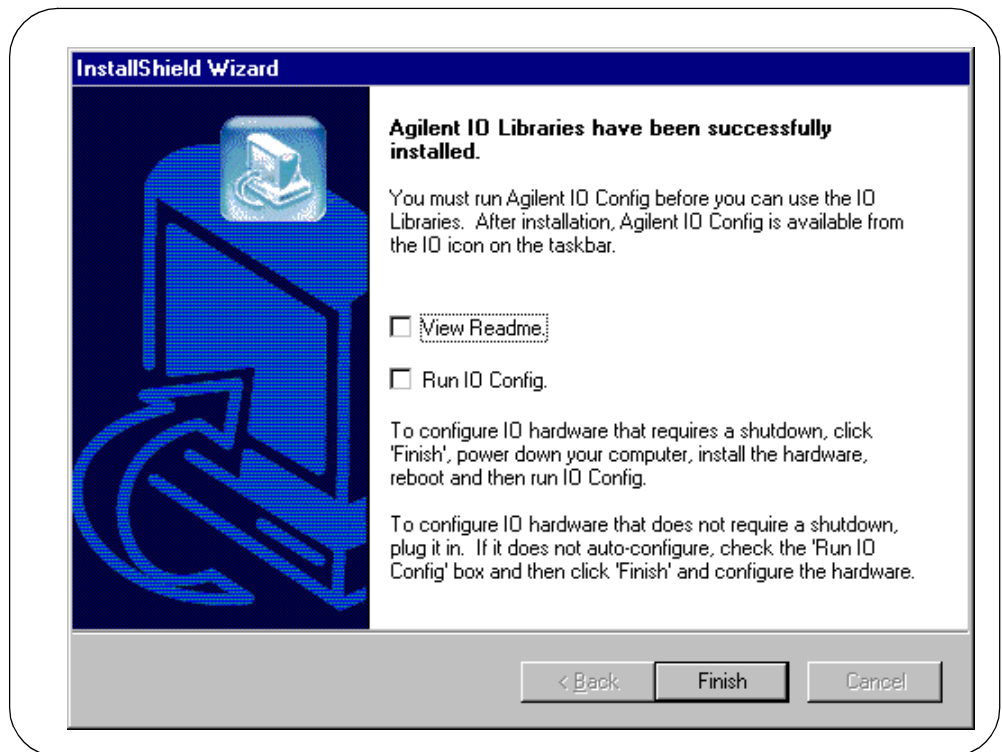 InstallShield Wizard
Agilent IO Libraries have been successfully
installed.
You must run Agilent IO Config before you can use the IO
Libraries. After installation, Agilent IO Config is available from
the IO icon on the taskbar.
View Readme.
Run IO Config.
To configure IO hardware that requires a shutdown, click
'Finish', power down your computer, install the hardware,
reboot and then run IO Config.
To configure IO hardware that does not require a shutdown,
plug it in. If it does not auto-configure, check the 'Run IO
Config' box and then click 'Finish' and configure the hardware.
< Back
Finish
Cancel